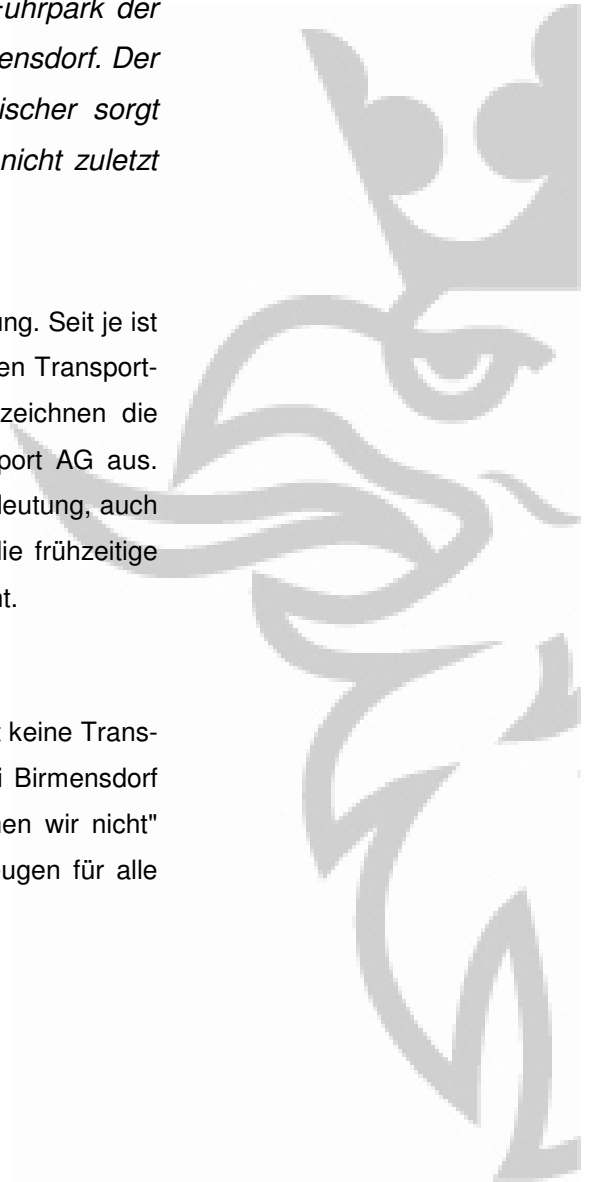 Fuhrpark der
ensdorf. Der
ischer sorgt
nicht zuletzt
ung. Seit je ist
en Transport-
zeichnen die
port AG aus.
deutung, auch
die frühzeitige
nt.
t keine Trans-
i Birmensdorf
nen wir nicht"
ugen für alle